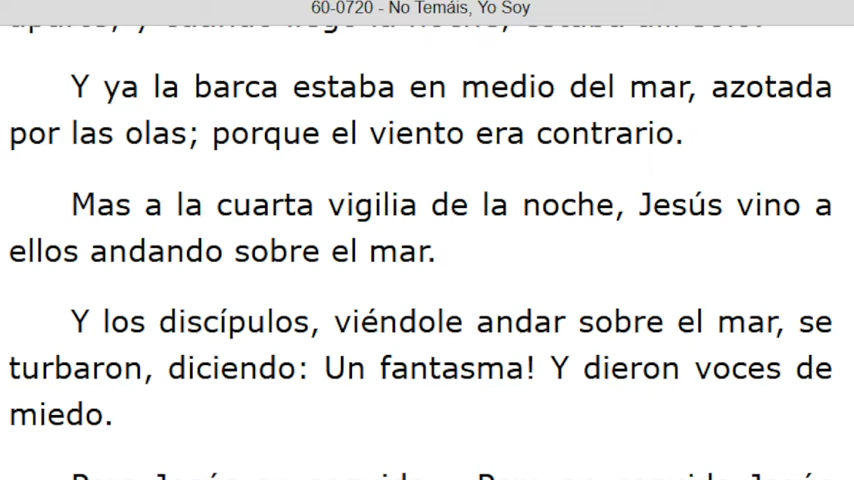 60-0720 - No Temáis, Yo Soy
Y ya la barca estaba en medio del mar, azotada
por las olas; porque el viento era contrario.
Mas a la cuarta vigilia de la noche, Jesús vino a
ellos andando sobre el mar.
Y los discípulos, viéndole andar sobre el mar, se
turbaron, diciendo: Un fantasma! Y dieron voces de
miedo.